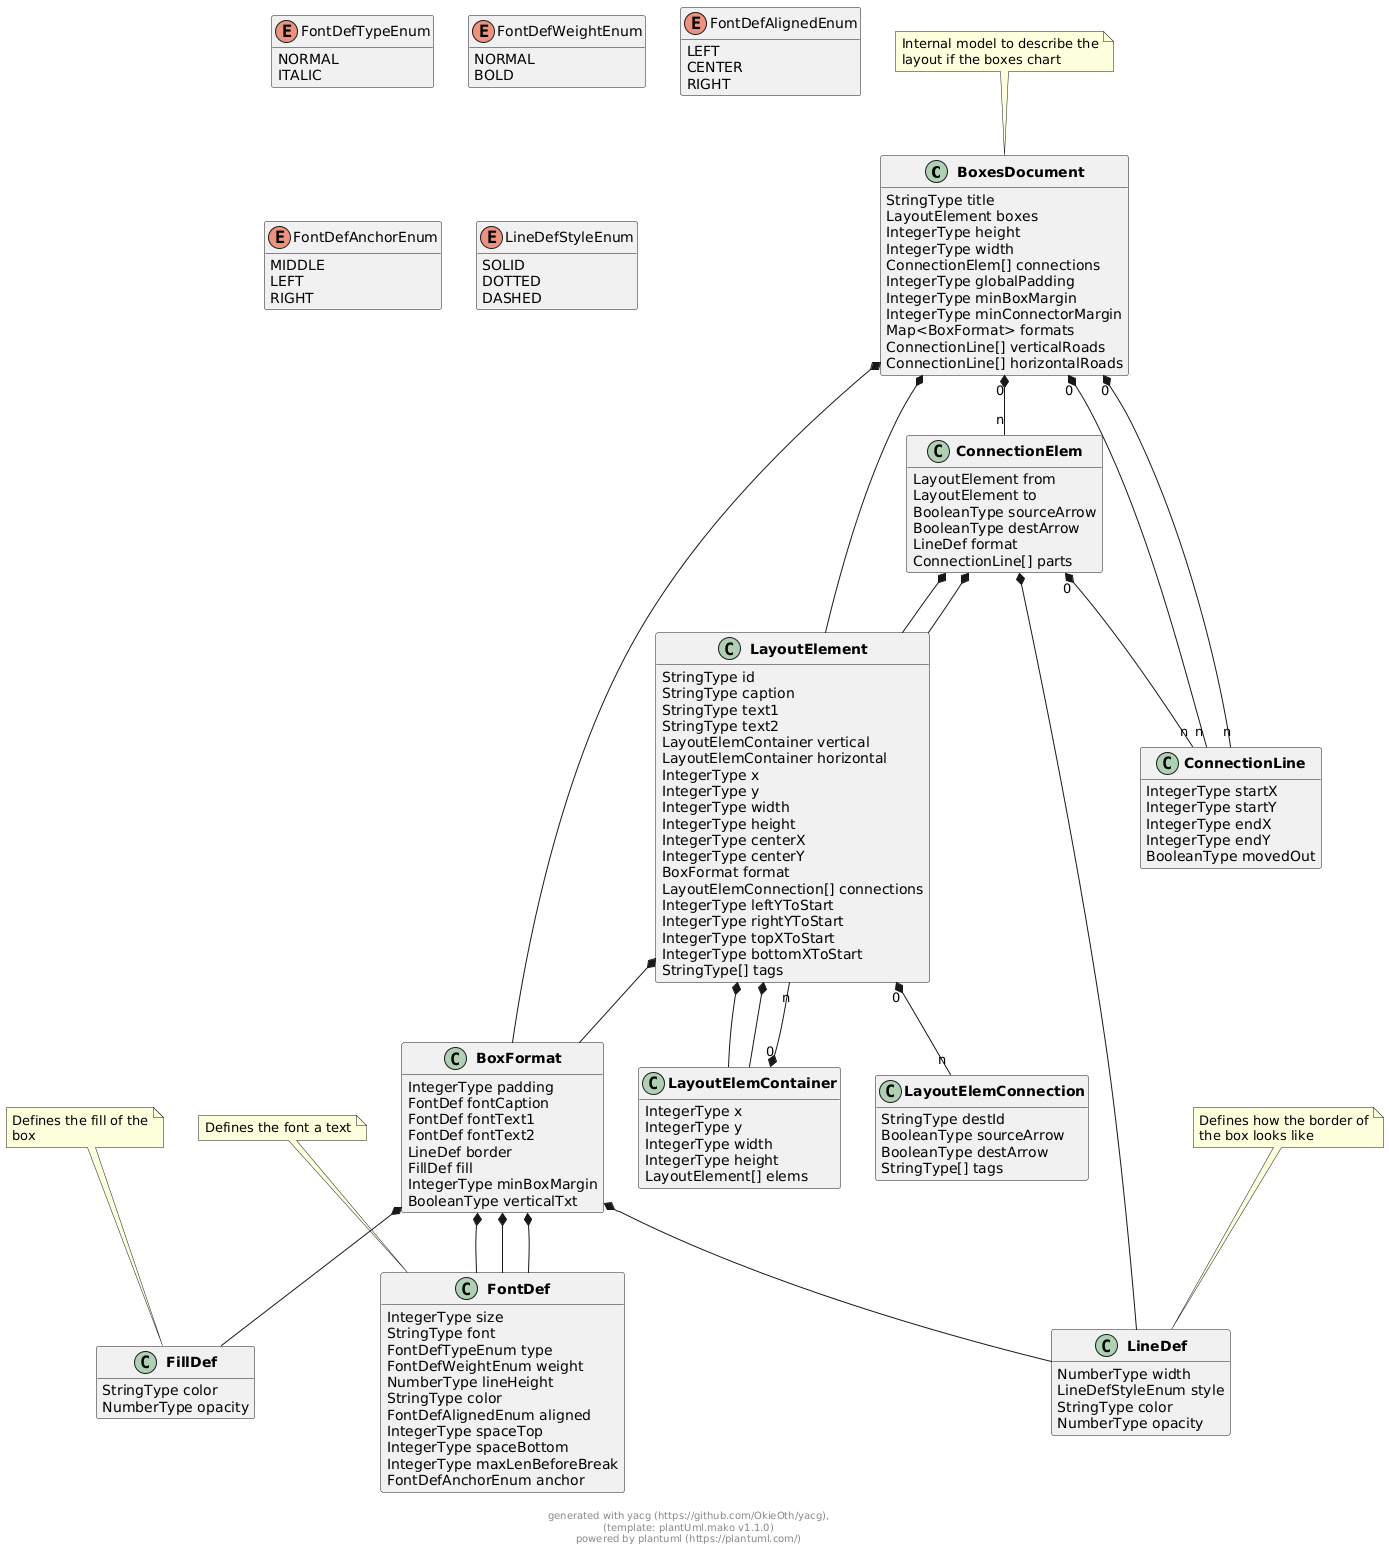 E FontDefTypeEnum
NORMAL
ITALIC
E FontDefWeightEnum
NORMAL
BOLD
E FontDefAlignedEnum
LEFT
CENTER
RIGHT
Internal model to describe the
layout if the boxes chart
E FontDefAnchorEnum
MIDDLE
LEFT
RIGHT
E LineDefStyleEnum
SOLID
DOTTED
DASHED
C BoxesDocument
StringType title
LayoutElement boxes
IntegerType height
IntegerType width
ConnectionElem[] connections
IntegerType globalPadding
IntegerType minBoxMargin
IntegerType minConnectorMargin
Map<BoxFormat> formats
ConnectionLine[] verticalRoads
ConnectionLine[] horizontalRoads
0
0
0
n
C ConnectionElem
LayoutElement from
LayoutElement to
BooleanType sourceArrow
BooleanType destArrow
LineDef format
ConnectionLine[] parts
0
C LayoutElement
StringType id
StringType caption
StringType text1
StringType text2
LayoutElemContainer vertical
LayoutElemContainer horizontal
IntegerType x
IntegerType y
IntegerType width
IntegerType height
IntegerType centerX
IntegerType centerY
BoxFormat format
LayoutElemConnection[] connections
IntegerType leftYToStart
IntegerType rightYToStart
IntegerType topXToStart
IntegerType bottomXToStart
StringType[] tags
n
n
n
C ConnectionLine
IntegerType startX
IntegerType startY
IntegerType endX
IntegerType endY
BooleanType movedOut
n
0
0
n
C BoxFormat
IntegerType padding
FontDef fontCaption
FontDef fontText1
FontDef fontText2
LineDef border
FillDef fill
IntegerType minBoxMargin
BooleanType verticalTxt
C LayoutElemContainer
IntegerType x
IntegerType y
IntegerType width
IntegerType height
LayoutElement[] elems
C LayoutElemConnection
StringType destId
BooleanType sourceArrow
BooleanType destArrow
StringType[] tags
Defines the fill of the
box
Defines the font a text
Defines how the border of
the box looks like
C FillDef
StringType color
NumberType opacity
C FontDef
IntegerType size
StringType font
FontDefTypeEnum type
FontDefWeightEnum weight
NumberType lineHeight
StringType color
FontDefAlignedEnum aligned
IntegerType spaceTop
IntegerType spaceBottom
IntegerType maxLenBeforeBreak
FontDefAnchorEnum anchor
C LineDef
NumberType width
LineDefStyleEnum style
StringType color
NumberType opacity
generated with yacg (https://github.com/OkieOth/yacg),
(template: plantUml.mako v1.1.0)
powered by plantuml (https://plantuml.com/)